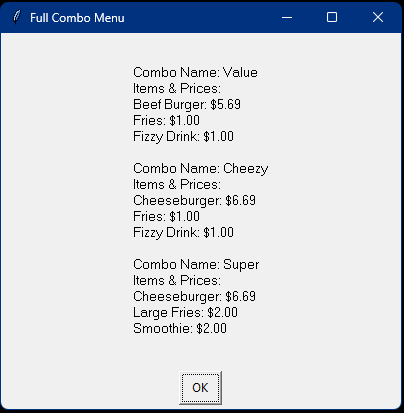 Full Combo Menu
Combo Name: Value
Items & Prices:
Beef Burger: $5.69
Fries: $1.00
Fizzy Drink: $1.00
Combo Name: Cheezy
Items & Prices:
Cheeseburger: $6.69
Fries: $1.00
Fizzy Drink: $1.00
Combo Name: Super
Items & Prices:
Cheeseburger: $6.69
Large Fries: $2.00
Smoothie: $2.00
OK